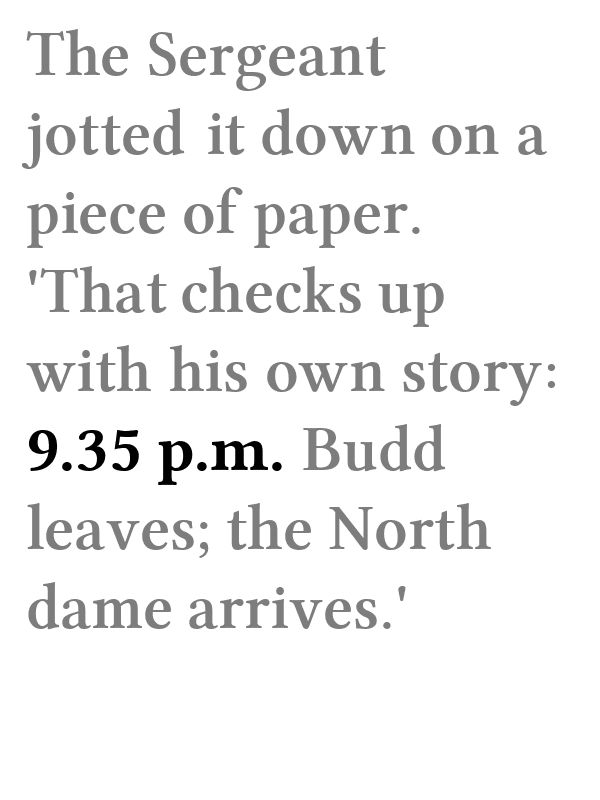 The Sergeant
jotted it down on a
piece of paper.
'That checks up
with his own story:
9.35 p.m. Budd
leaves; the North
dame arrives.'